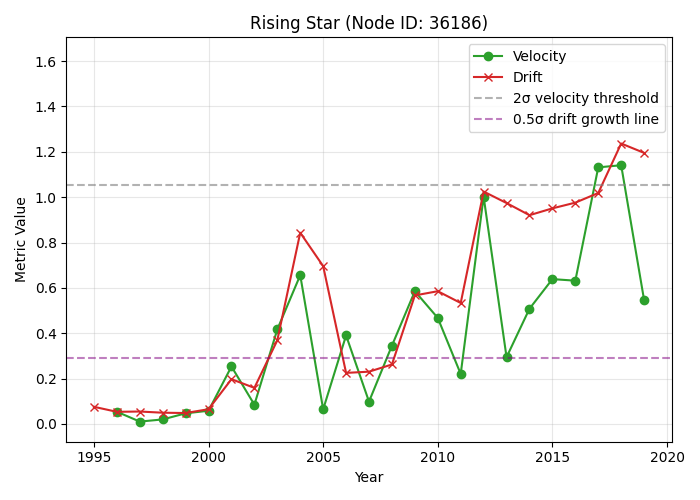 Rising Star (Node ID: 36186)
Velocity
Drift
2σ velocity threshold
0.5σ drift growth line
Metric Value
1.6
1.4
1.2
1.0
0.8
0.6
0.4
0.2
0.0
1995
2000
2005
2010
2015
2020
Year